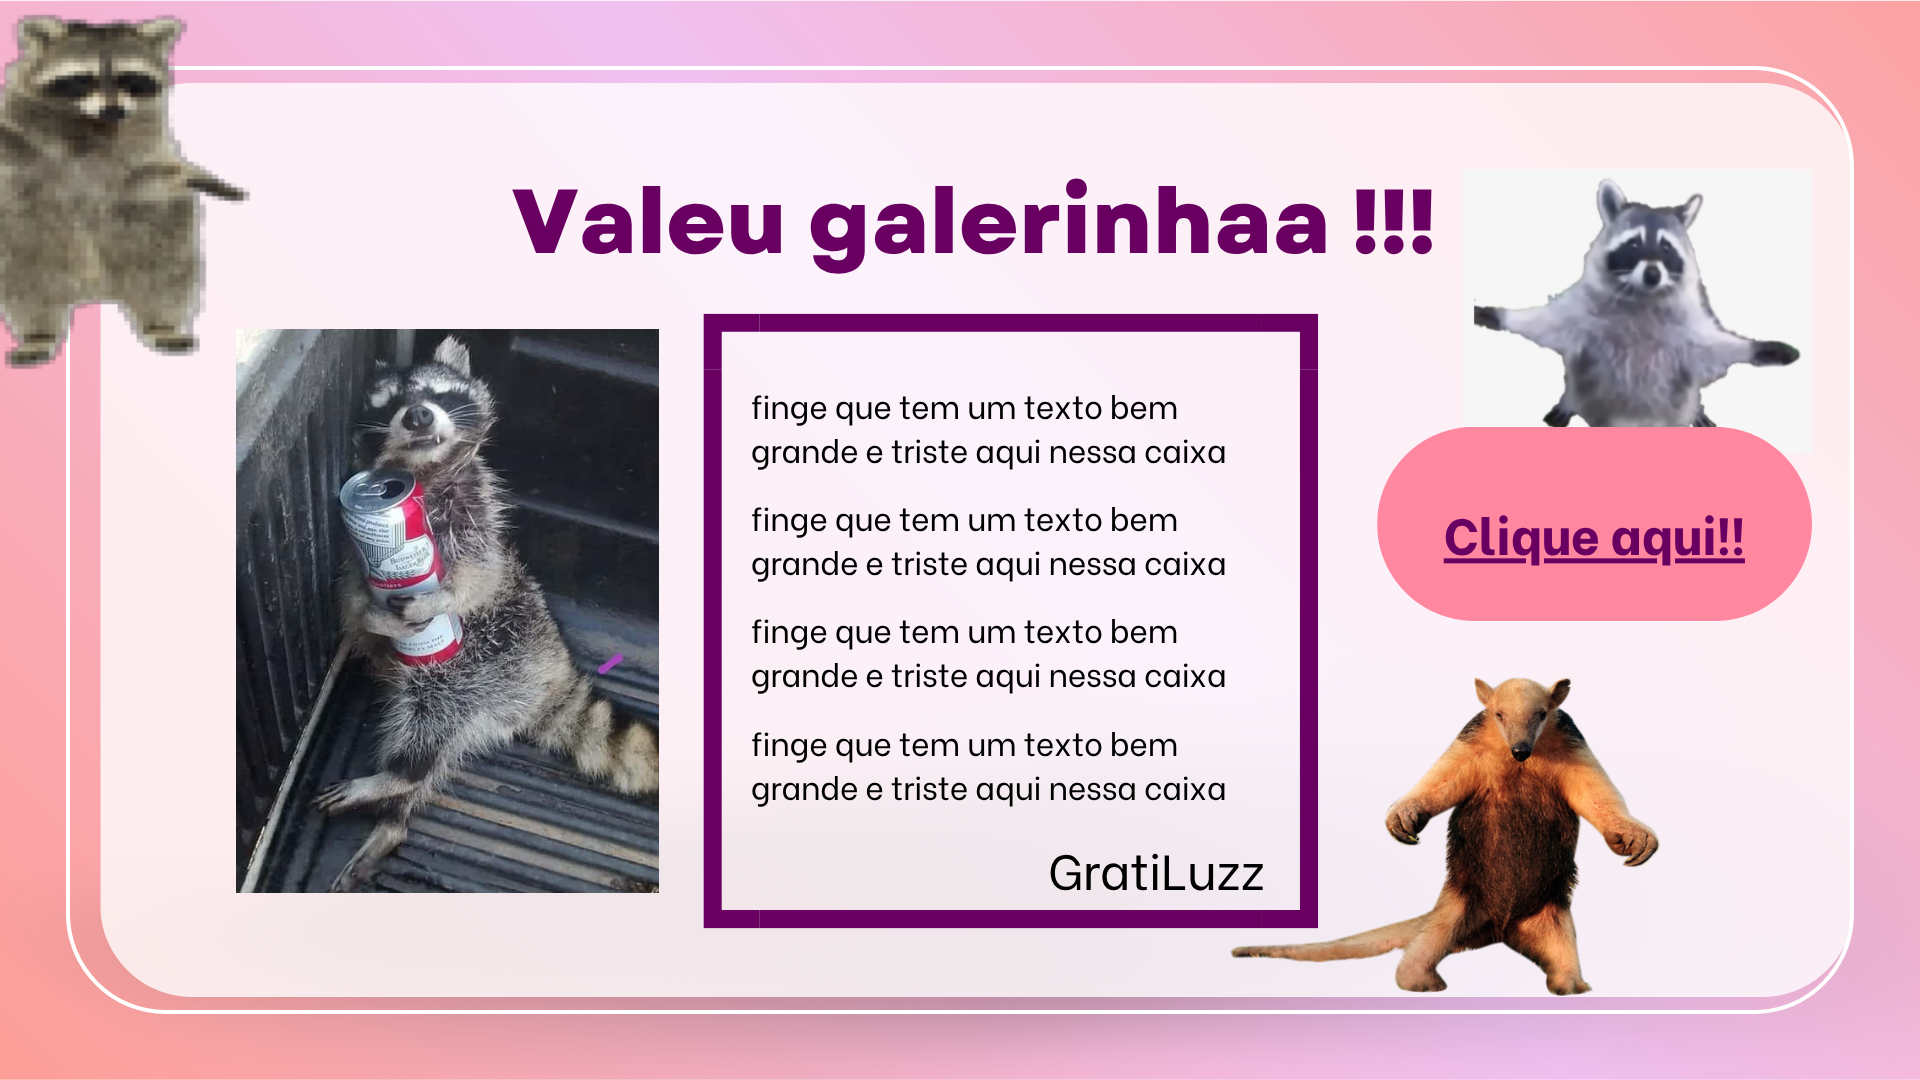 Valeu galerinhaa !!!
finge que tem um texto bem
grande e triste aqui nessa caixa
finge que tem um texto bem
grande e triste aqui nessa caixa
finge que tem um texto bem
grande e triste aqui nessa caixa
finge que tem um texto bem
grande e triste aqui nessa caixa
GratiLuzz
Clique aqui!!